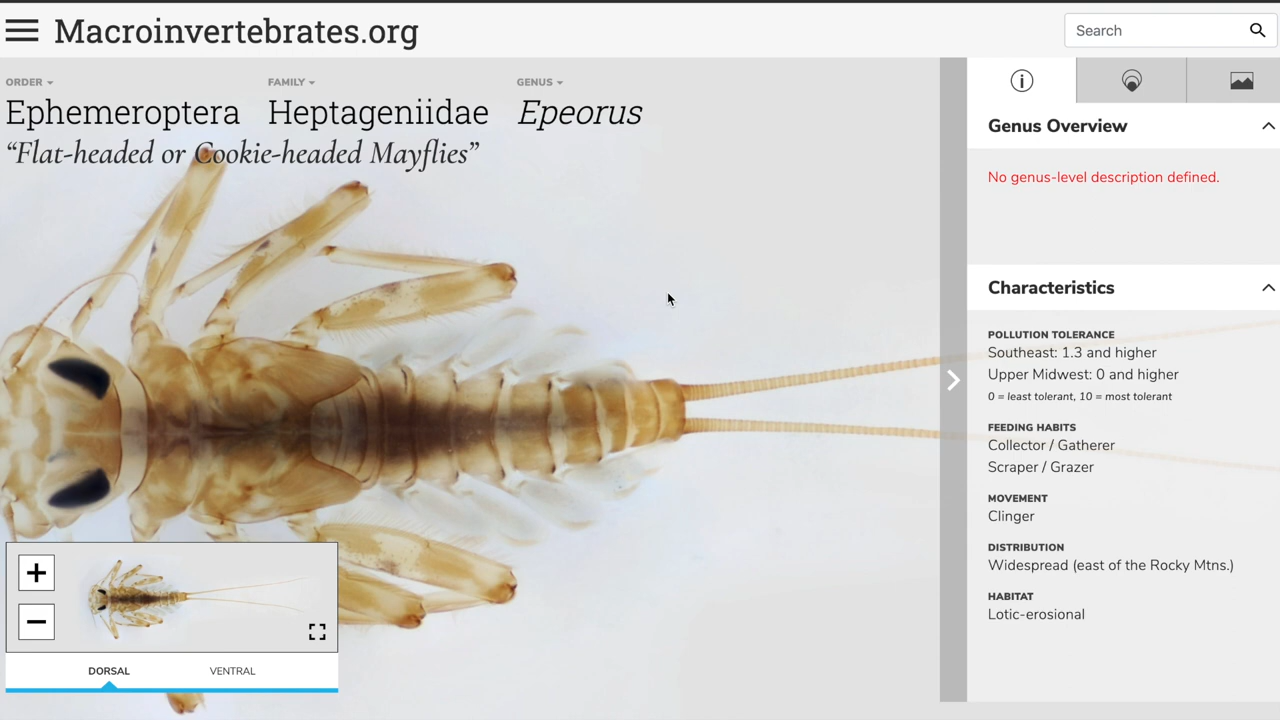 Macroinvertebrates.org
Search
ORDER
FAMILY
GENUS
Ephemeroptera
Heptageniidae
Epeorus
“Flat-headed or Cookie-headed Mayflies”
Genus Overview
No genus-level description defined.
Characteristics
POLLUTION TOLERANCE
Southeast: 1.3 and higher
Upper Midwest: 0 and higher
0 = least tolerant, 10 = most tolerant
FEEDING HABITS
Collector / Gatherer
Scraper / Grazer
MOVEMENT
Clinger
DISTRIBUTION
Widespread (east of the Rocky Mtns.)
HABITAT
Lotic-erosional
DORSAL
VENTRAL